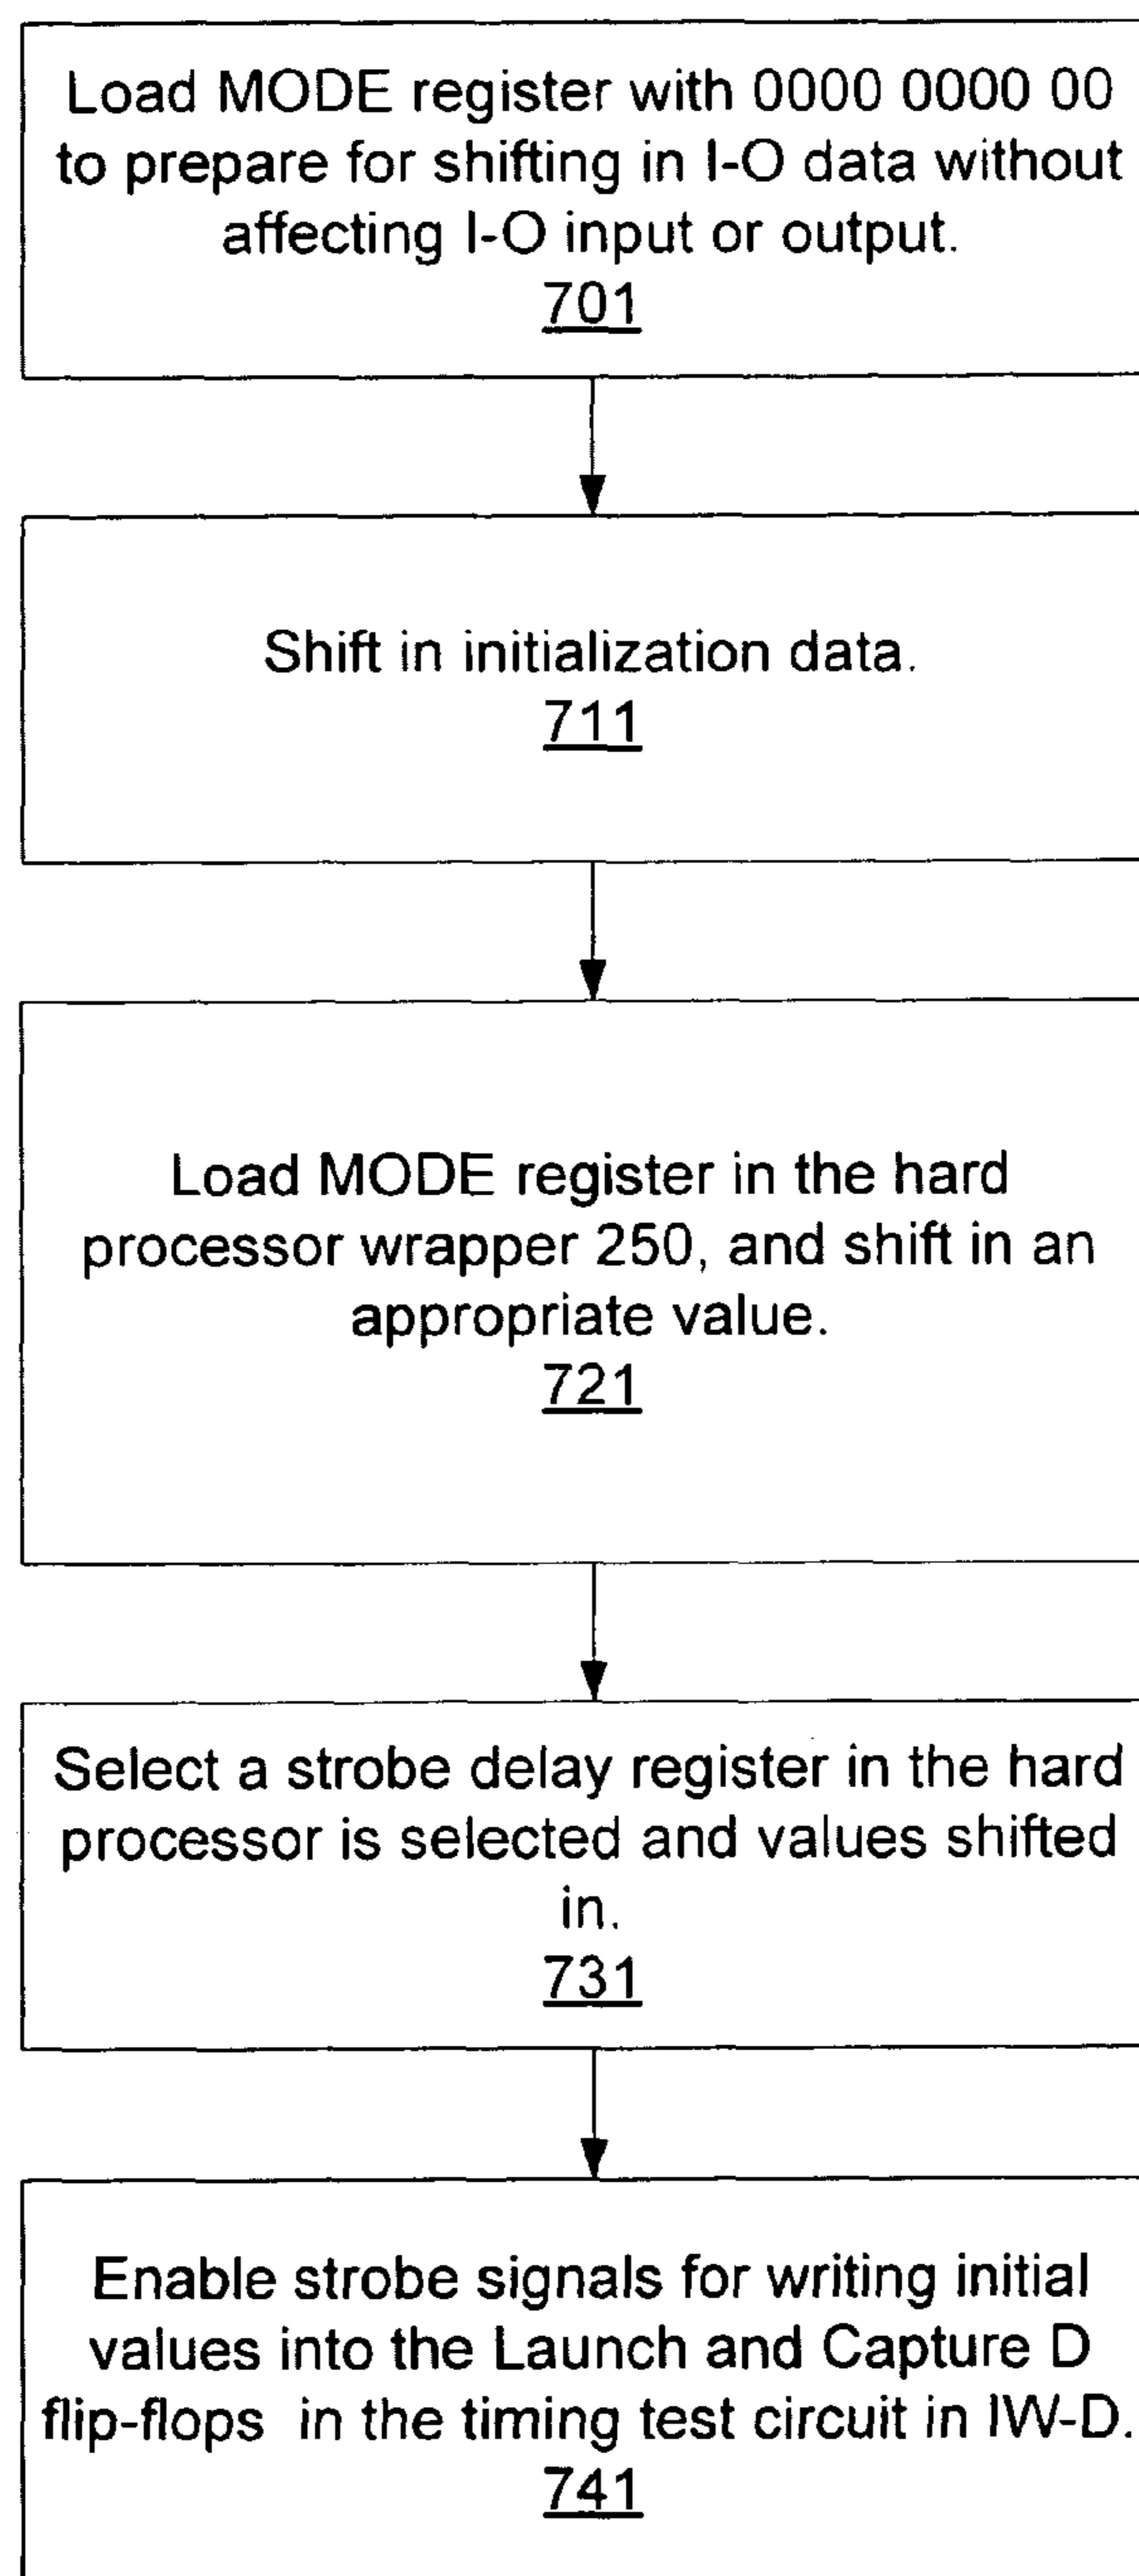 Load MODE register with 0000 0000 00
to prepare for shifting in I-O data without
affecting I-O input or output.
701
Shift in initialization data.
711
Load MODE register in the hard
processor wrapper 250, and shift in an
appropriate value.
721
Select a strobe delay register in the hard
processor is selected and values shifted
in.
731
Enable strobe signals for writing initial
values into the Launch and Capture D
flip-flops in the timing test circuit in IW-D.
741